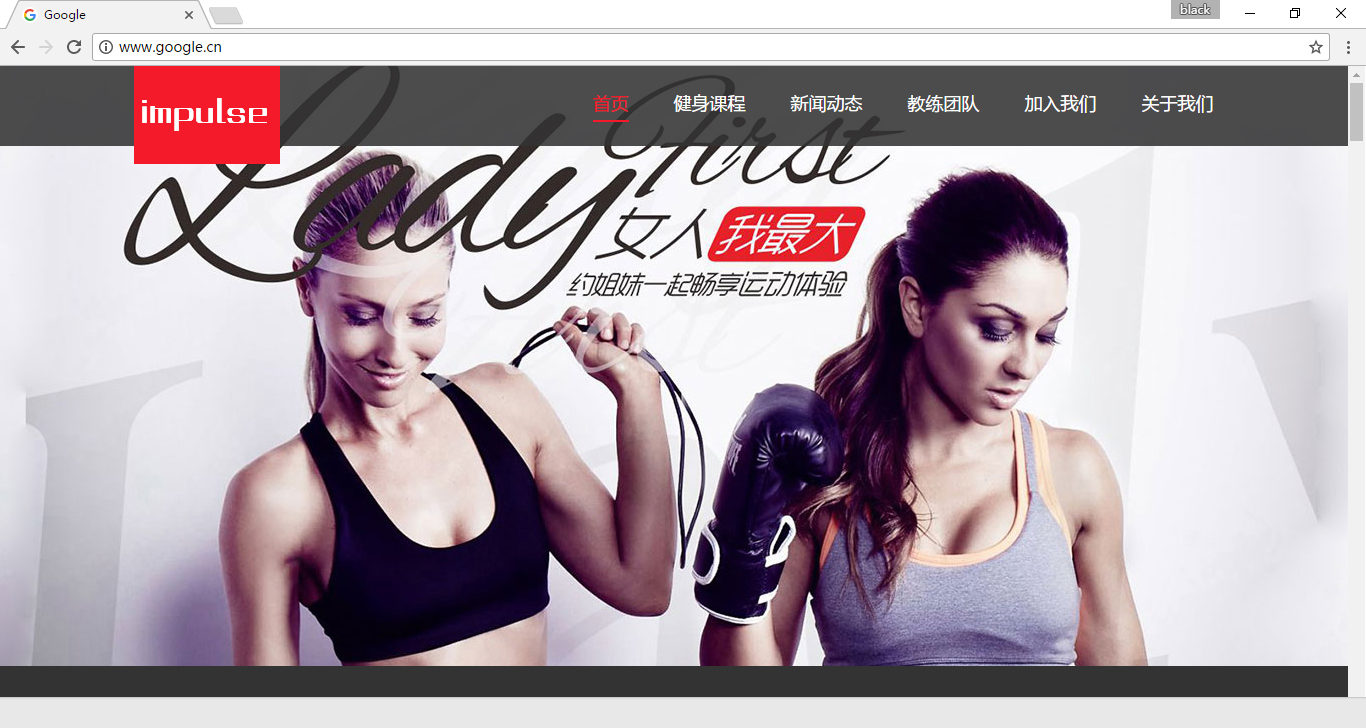 Google
black
www.google.cn
impulse
首页 健身课程 新闻动态 教练团队 加入我们 关于我们
Lady First
女人我最大
约姐妹一起畅享运动体验